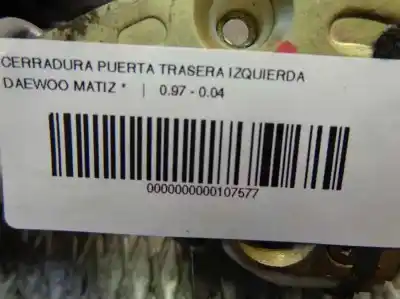 CERRADURA PUERTA TRASERA IZQUIERDA
DAEWOO MATIZ * | 0.97 - 0.04
0000000000107577